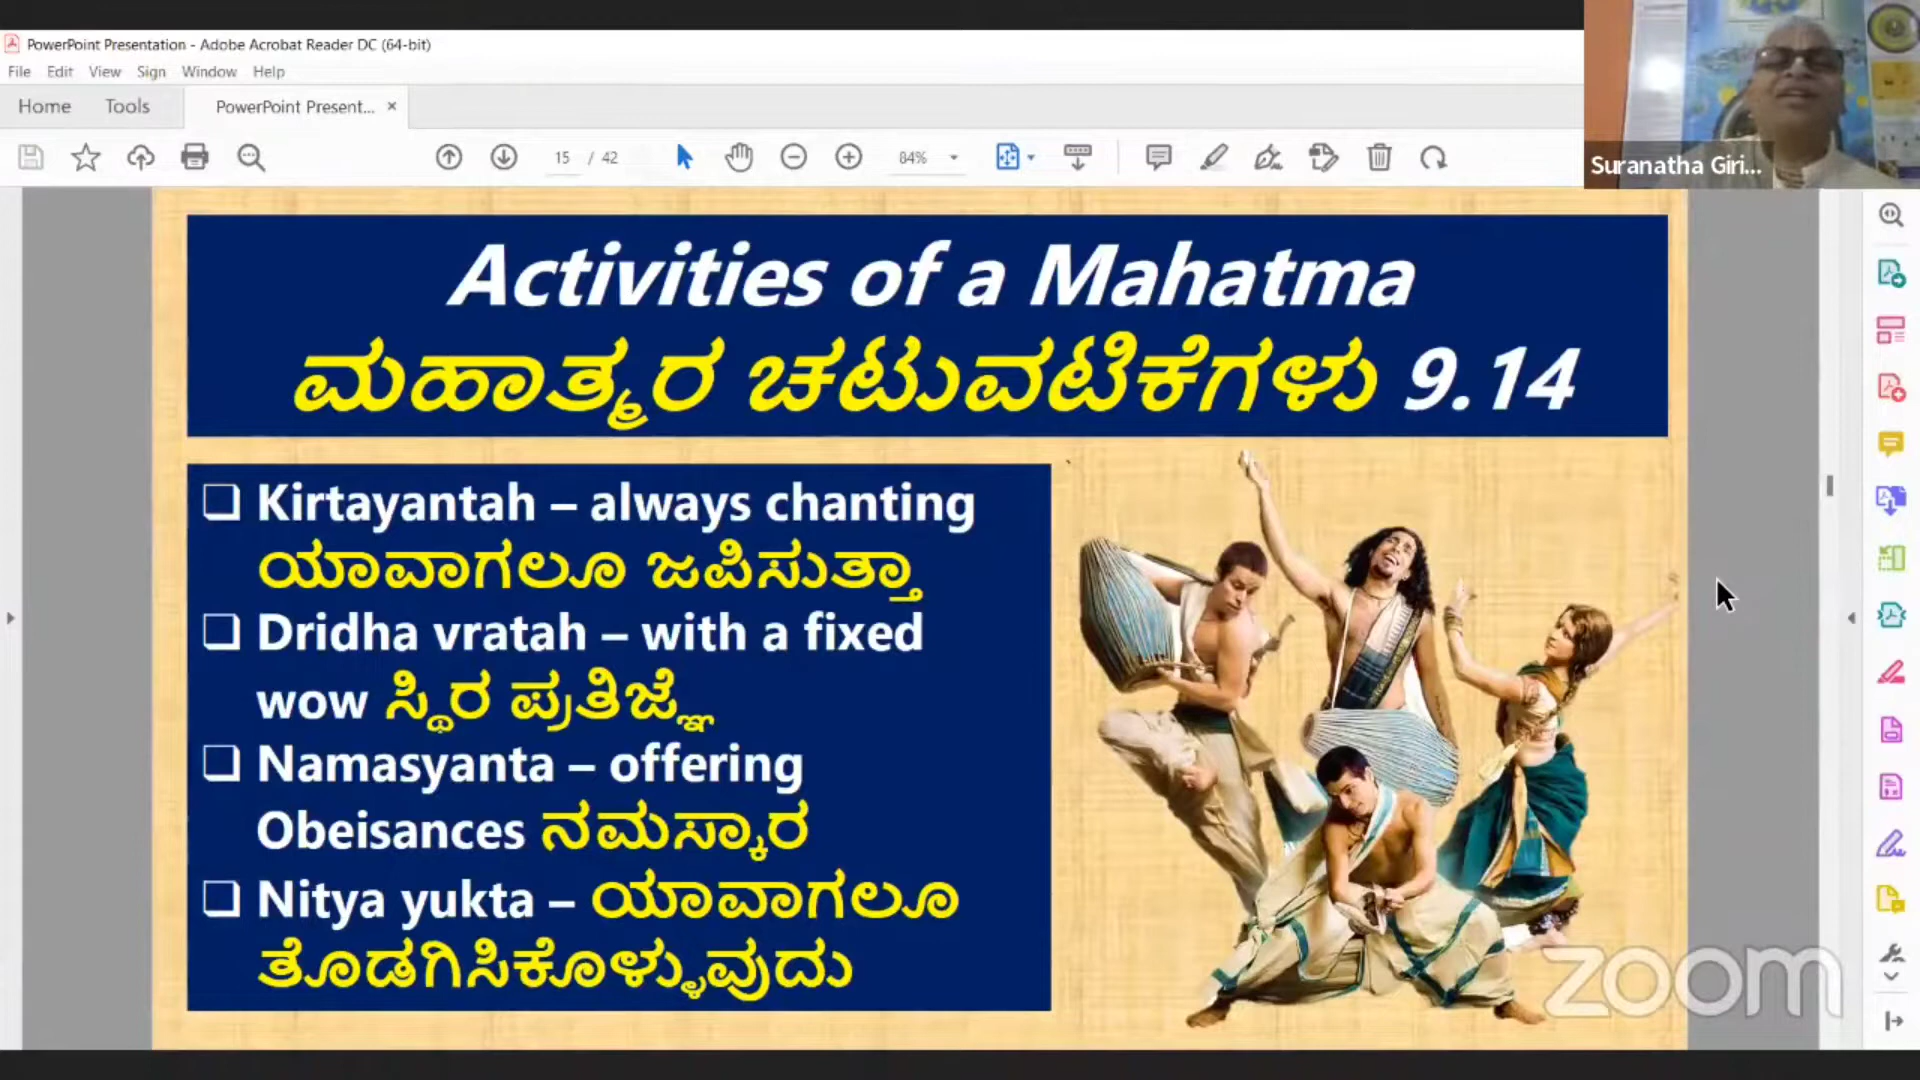 PowerPoint Presentation - Adobe Acrobat Reader DC (64-bit)
File Edit View Sign Window Help
Home Tools PowerPoint Present...
15 / 42 84%
Suranatha Giri...
Activities of a Mahatma
ಮಹಾತ್ಮರ ಚಟುವಟಿಕೆಗಳು 9.14
Kirtayantah – always chanting
ಯಾವಾಗಲೂ ಜಪಿಸುತ್ತಾ
Dridha vratah – with a fixed
wow ಸ್ಥಿರ ಪ್ರತಿಜ್ಞೆ
Namasyanta – offering
Obeisances ನಮಸ್ಕಾರ
Nitya yukta – ಯಾವಾಗಲೂ
ತೊಡಗಿಸಿಕೊಳ್ಳುವುದು
zoom